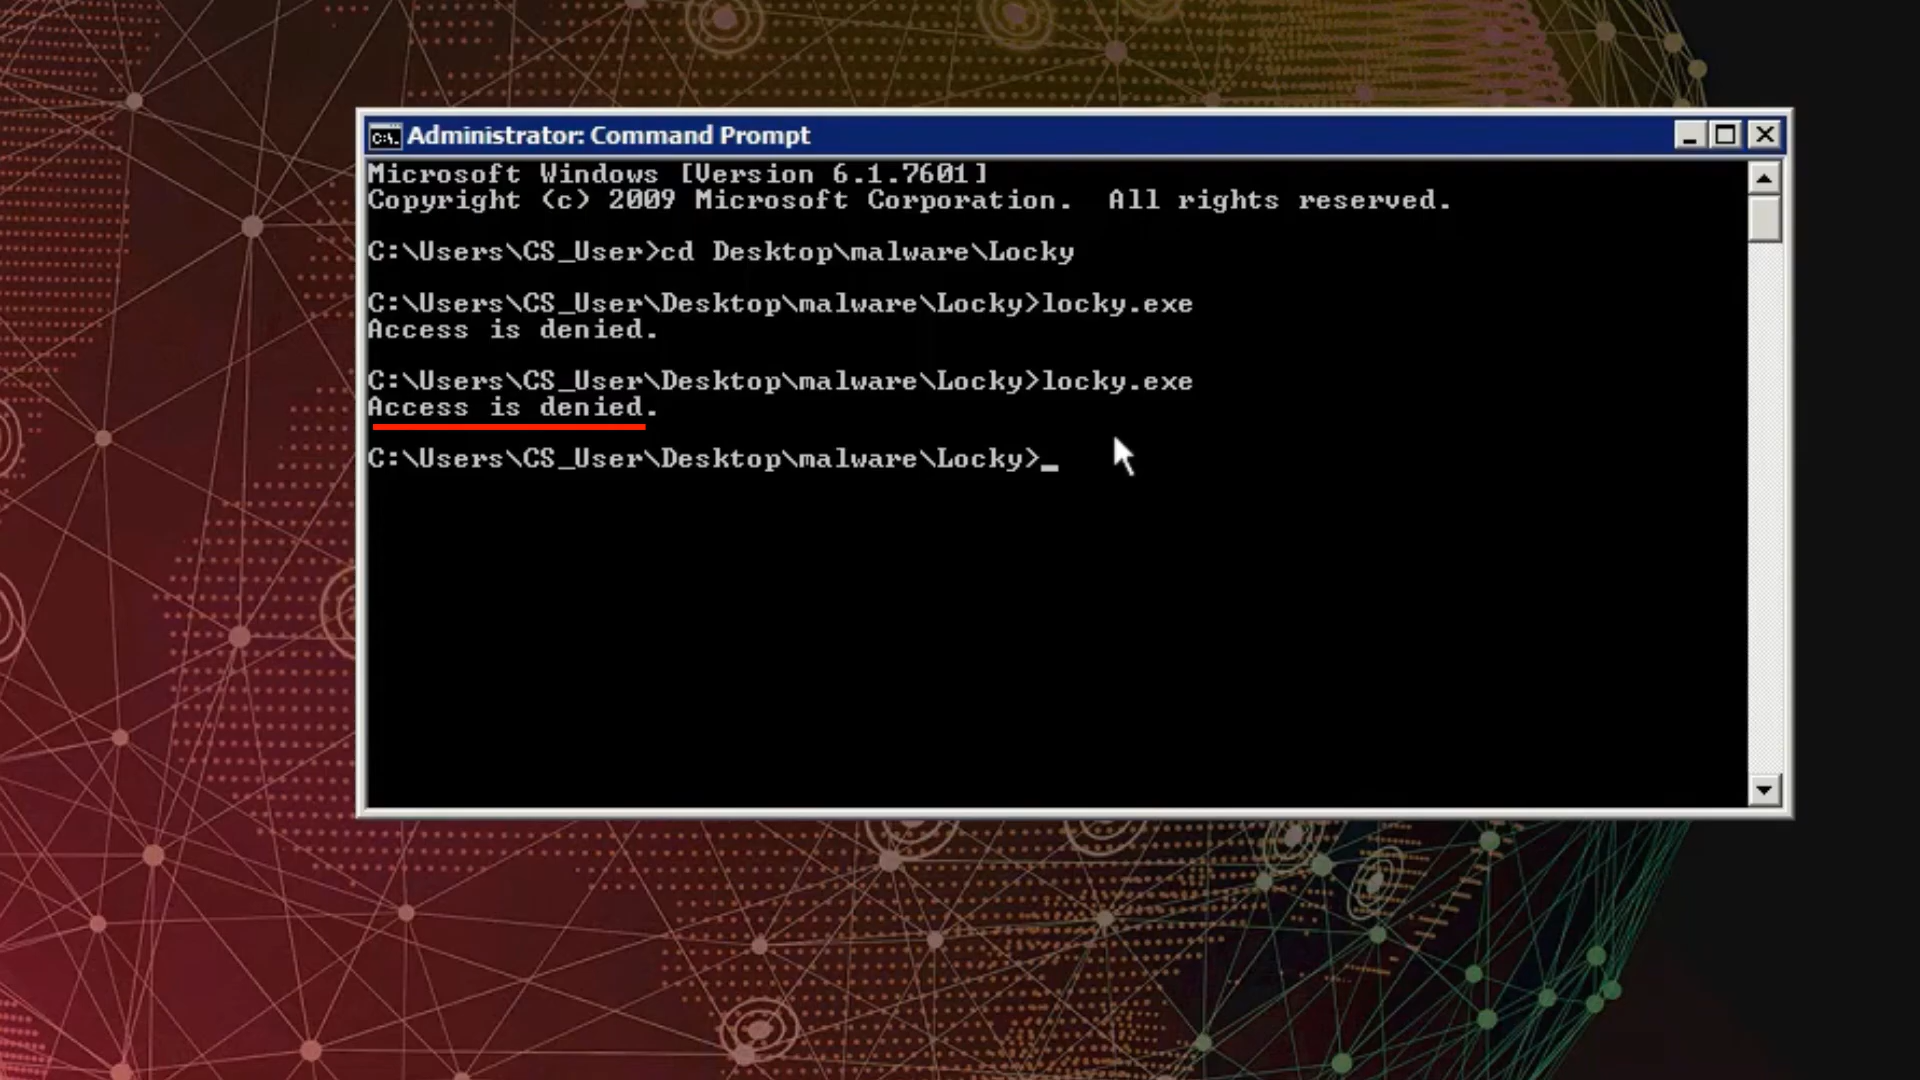 Administrator: Command Prompt
Microsoft Windows [Version 6.1.7601]
Copyright (c) 2009 Microsoft Corporation.  All rights reserved.
C:\Users\CS_User>cd Desktop\malware\Locky
C:\Users\CS_User\Desktop\malware\Locky>locky.exe
Access is denied.
C:\Users\CS_User\Desktop\malware\Locky>locky.exe
Access is denied.
C:\Users\CS_User\Desktop\malware\Locky>_